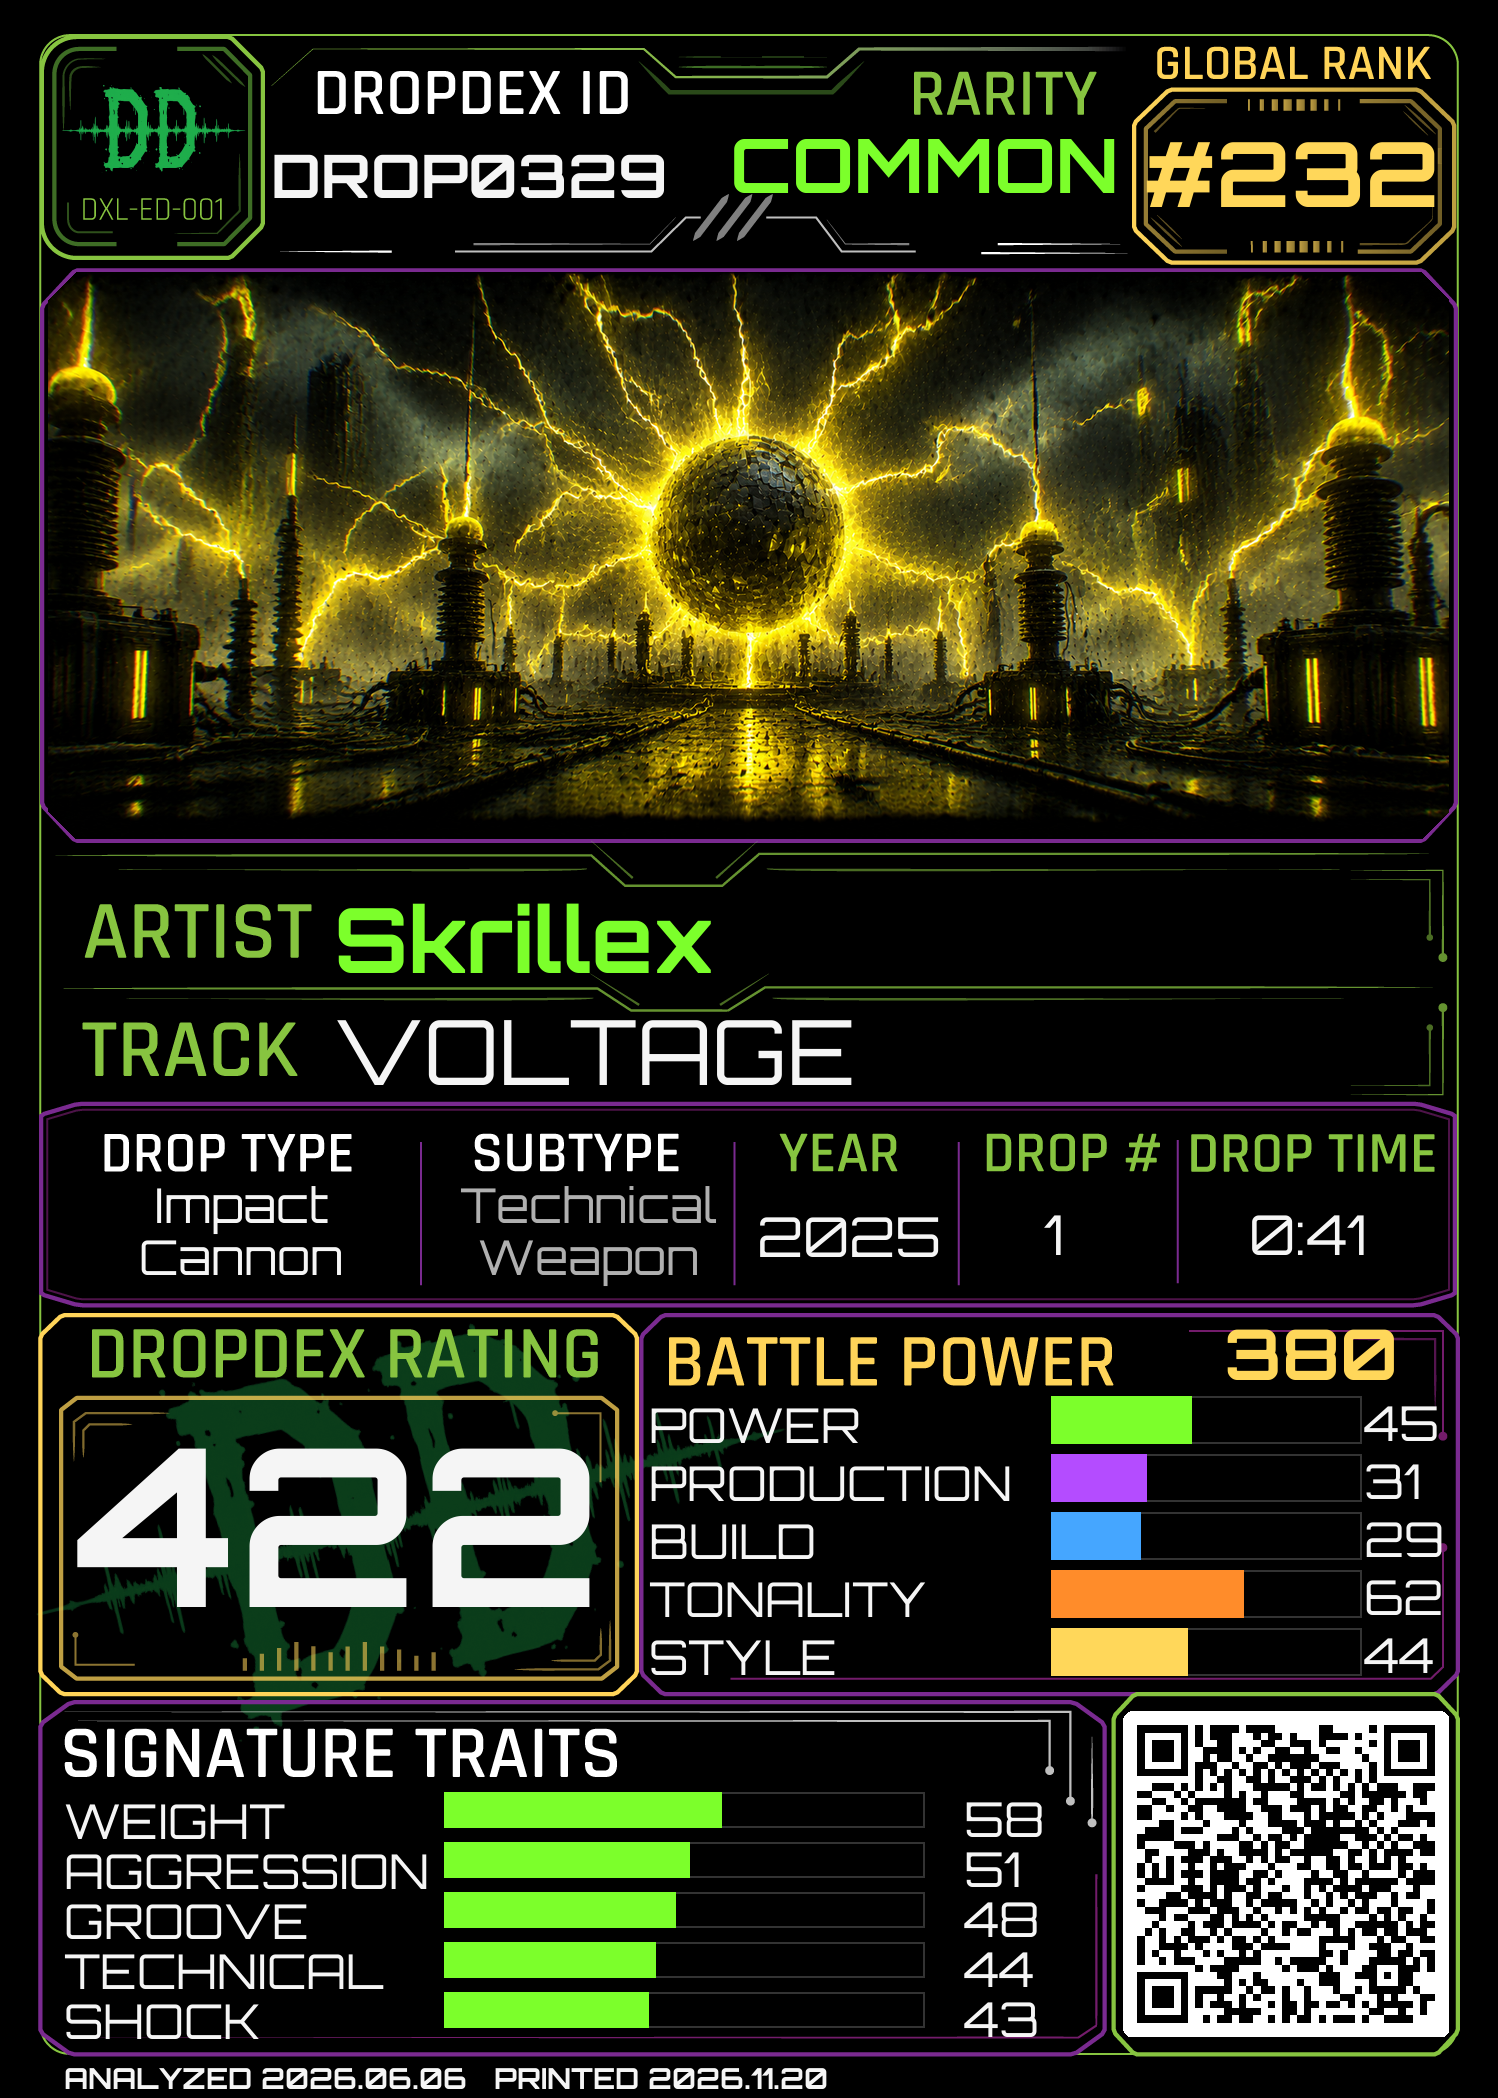 DD
DXL-ED-001
DROPDEX ID
DROP0329
RARITY
COMMON
GLOBAL RANK
#232
ARTIST Skrillex
TRACK VOLTAGE
DROP TYPE
Impact
Cannon
SUBTYPE
Technical
Weapon
YEAR
2025
DROP #
1
DROP TIME
0:41
DROPDEX RATING
422
BATTLE POWER 380
POWER 45
PRODUCTION 31
BUILD 29
TONALITY 62
STYLE 44
SIGNATURE TRAITS
WEIGHT 58
AGGRESSION 51
GROOVE 48
TECHNICAL 44
SHOCK 43
ANALYZED 2026.06.06 PRINTED 2026.11.20